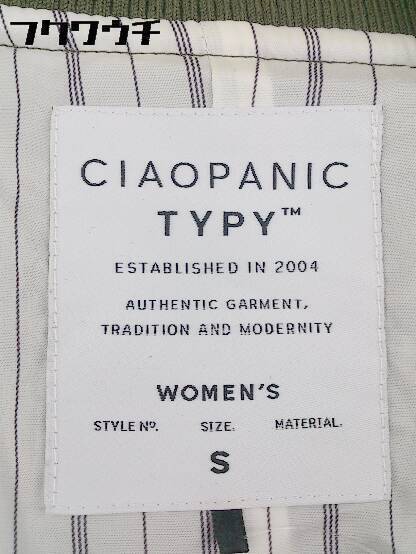 フクウウチ
CIAOPANIC
TYPY™
ESTABLISHED IN 2004
AUTHENTIC GARMENT,
TRADITION AND MODERNITY
WOMEN'S
STYLE Nº. SIZE. MATERIAL.
S